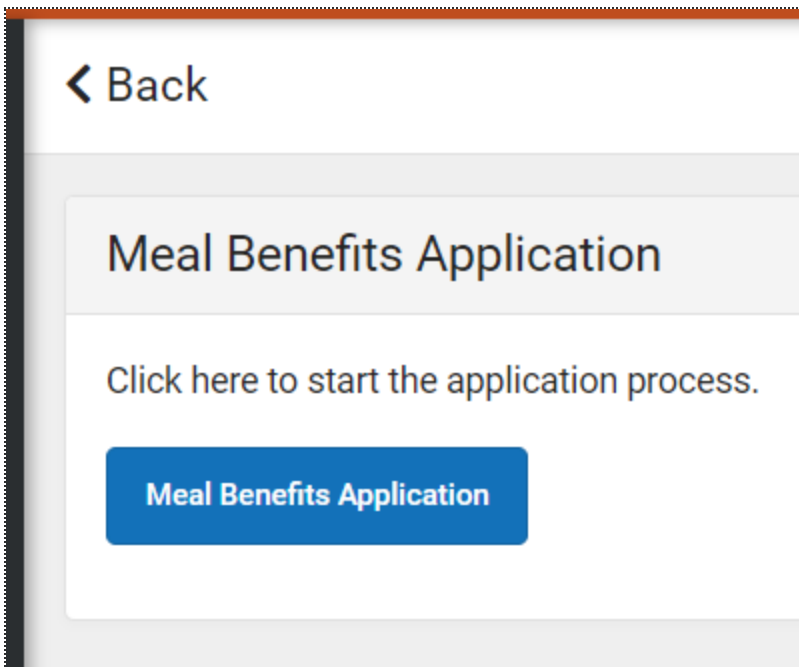 Back
Meal Benefits Application
Click here to start the application process.
Meal Benefits Application